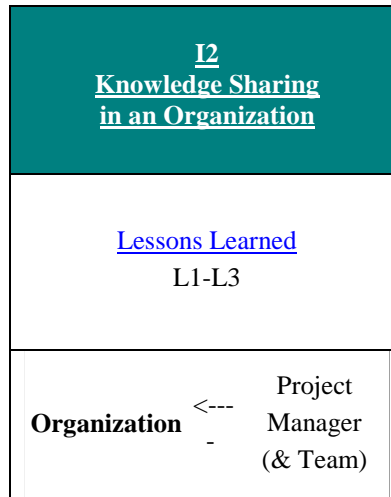 I2
Knowledge Sharing
in an Organization
Lessons Learned
L1-L3
Organization <---
-
Project
Manager
(& Team)